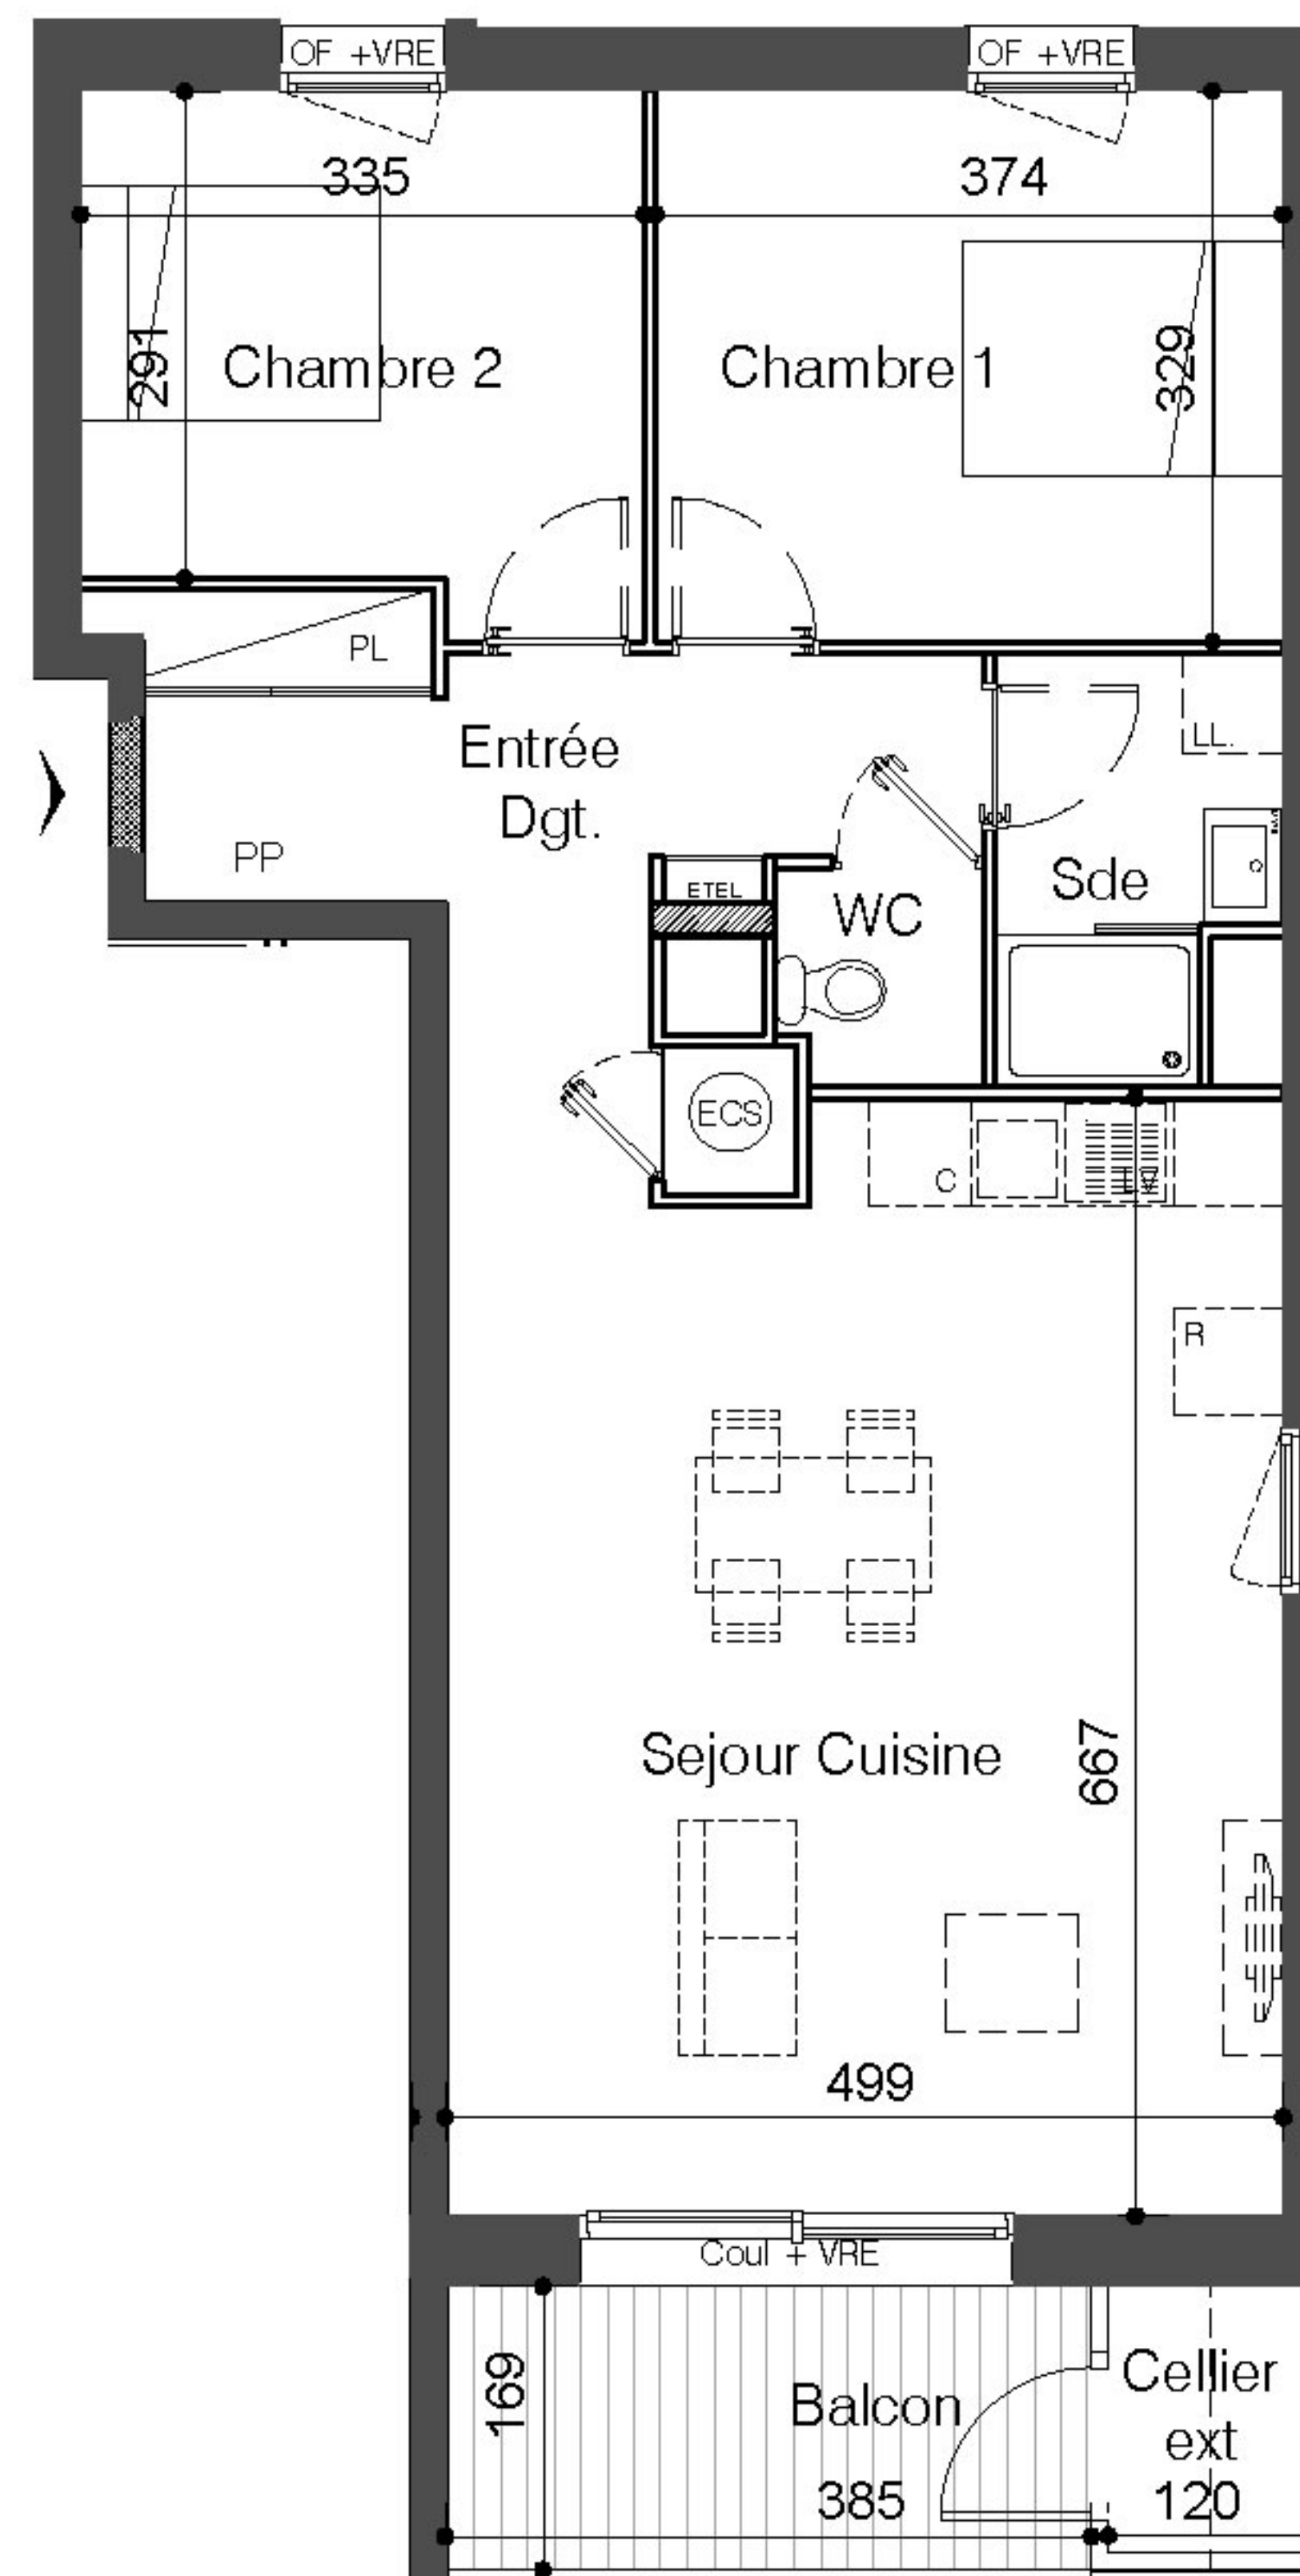 OF +VRE
OF +VRE
335
374
291
Chambre 2
Chambre 1
329
PL
Entrée
Dgt.
LL.
PP
ETEL
WC
Sde
ECS
C
LV
R
Sejour Cuisine
667
499
Coul + VRE
169
Balcon
Cellier
ext
385
120